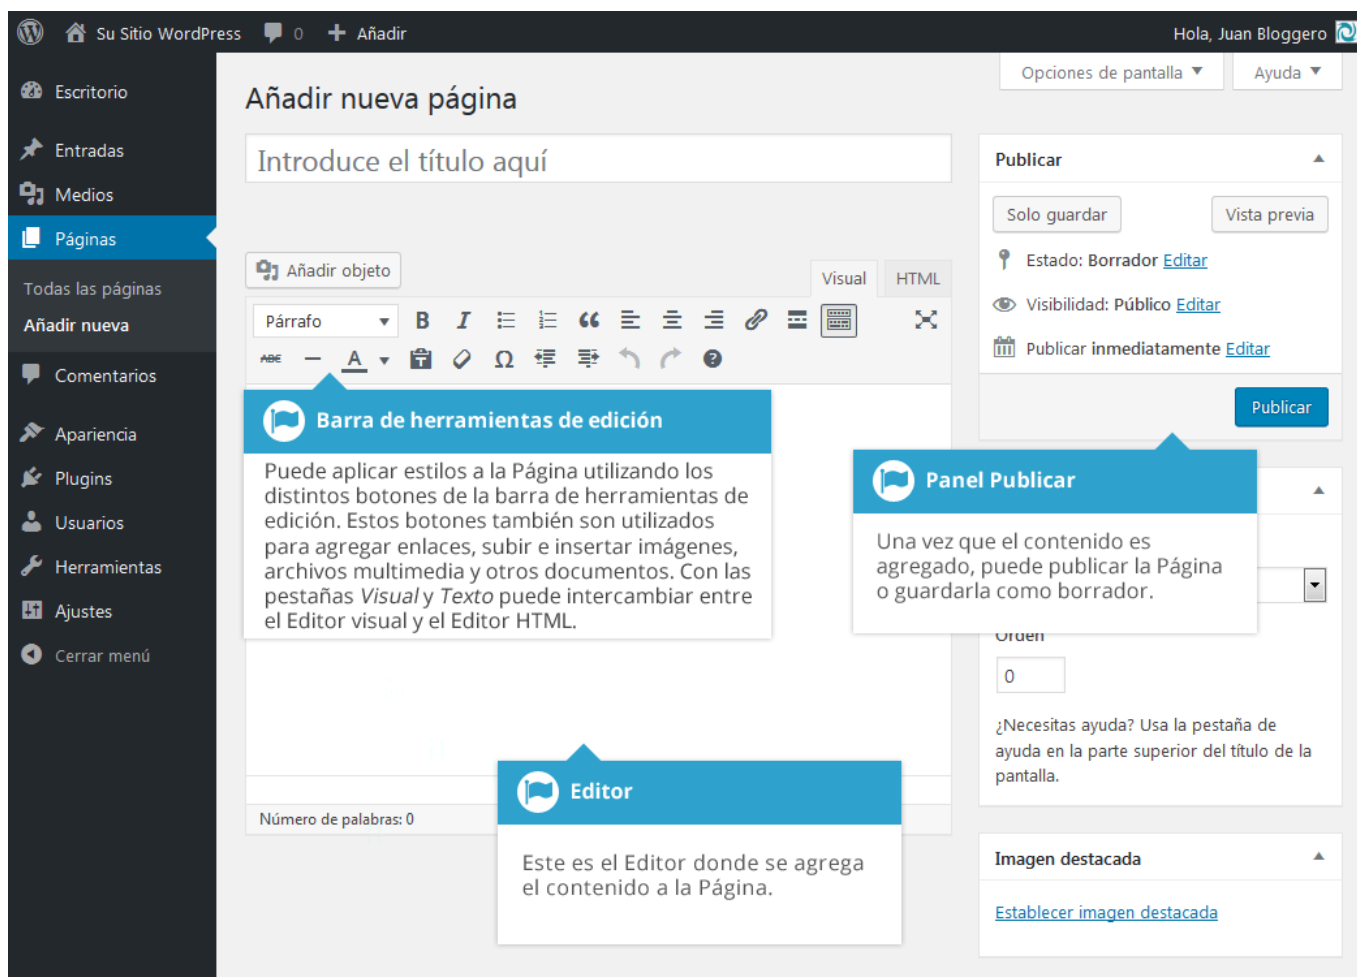 Su Sitio WordPress 0 Añadir Hola, Juan Bloggero
Opciones de pantalla Ayuda
Escritorio
Entradas
Medios
Páginas
Todas las páginas
Añadir nueva
Comentarios
Apariencia
Plugins
Usuarios
Herramientas
Ajustes
Cerrar menú
Añadir nueva página
Introduce el título aquí
Añadir objeto
Visual HTML
Párrafo B I
ABE A Ω
Barra de herramientas de edición
Puede aplicar estilos a la Página utilizando los
distintos botones de la barra de herramientas de
edición. Estos botones también son utilizados
para agregar enlaces, subir e insertar imágenes,
archivos multimedia y otros documentos. Con las
pestañas Visual y Texto puede intercambiar entre
el Editor visual y el Editor HTML.
Número de palabras: 0
Editor
Este es el Editor donde se agrega
el contenido a la Página.
Publicar
Solo guardar Vista previa
Estado: Borrador Editar
Visibilidad: Público Editar
Publicar inmediatamente Editar
Publicar
Panel Publicar
Una vez que el contenido es
agregado, puede publicar la Página
o guardarla como borrador.
Orden
0
¿Necesitas ayuda? Usa la pestaña de
ayuda en la parte superior del título de la
pantalla.
Imagen destacada
Establecer imagen destacada